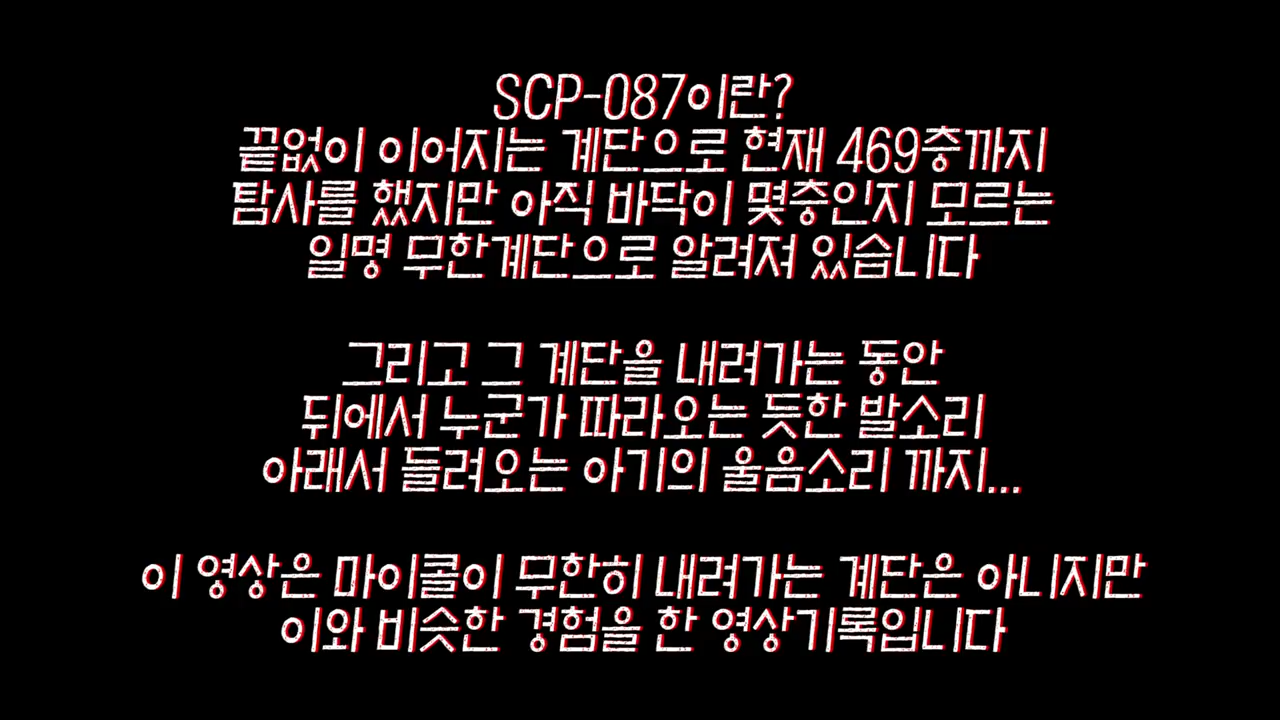 SCP-087이란?
끝없이 이어지는 계단으로 현재 469층까지
탐사를 했지만 아직 바닥이 몇층인지 모르는
일명 무한계단으로 알려져 있습니다
그리고 그 계단을 내려가는 동안
뒤에서 누군가 따라오는 듯한 발소리
아래서 들려오는 아기의 울음소리 까지...
이 영상은 마이콜이 무한히 내려가는 계단은 아니지만
이와 비슷한 경험을 한 영상기록입니다